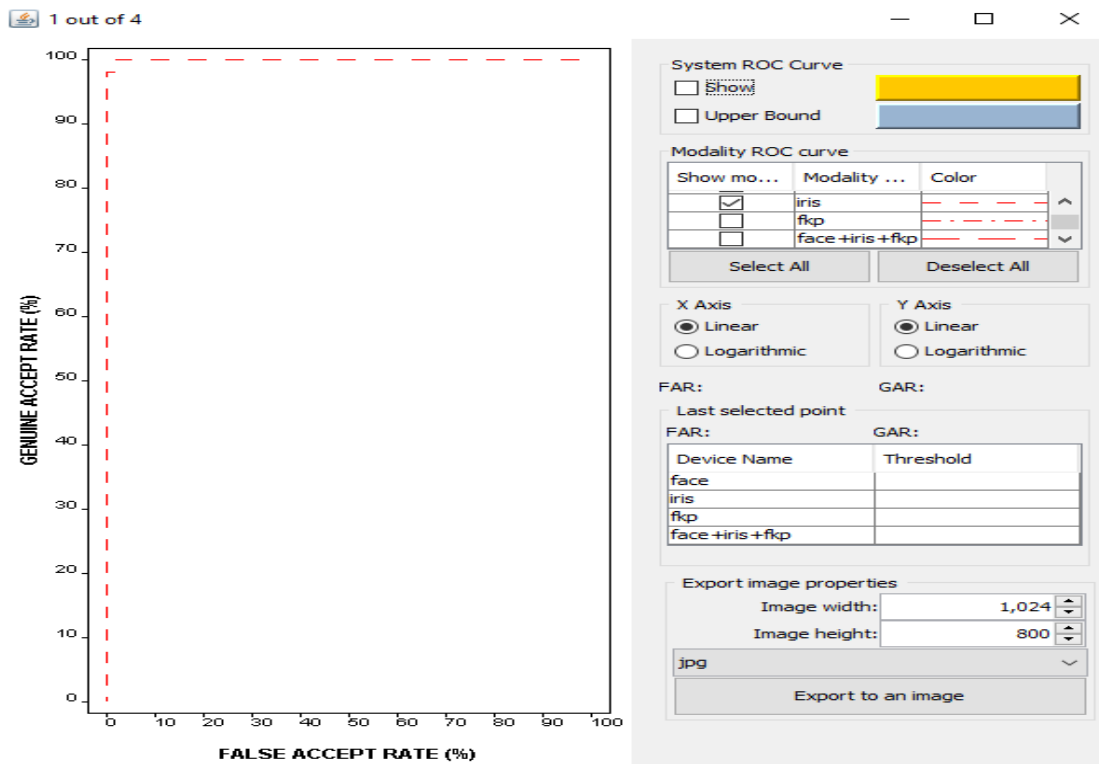 1 out of 4
100
90
80
70
60
50
40
30
20
10
0
GENUINE ACCEPT RATE (%)
0 10 20 30 40 50 60 70 80 90 100
FALSE ACCEPT RATE (%)
System ROC Curve
Show
Upper Bound
Modality ROC curve
Show mo... Modality ... Color
iris
fkp
face+iris+fkp
Select All Deselect All
X Axis Y Axis
Linear Linear
Logarithmic Logarithmic
FAR: GAR:
Last selected point
FAR: GAR:
Device Name Threshold
face
iris
fkp
face+iris+fkp
Export image properties
Image width: 1,024
Image height: 800
jpg
Export to an image